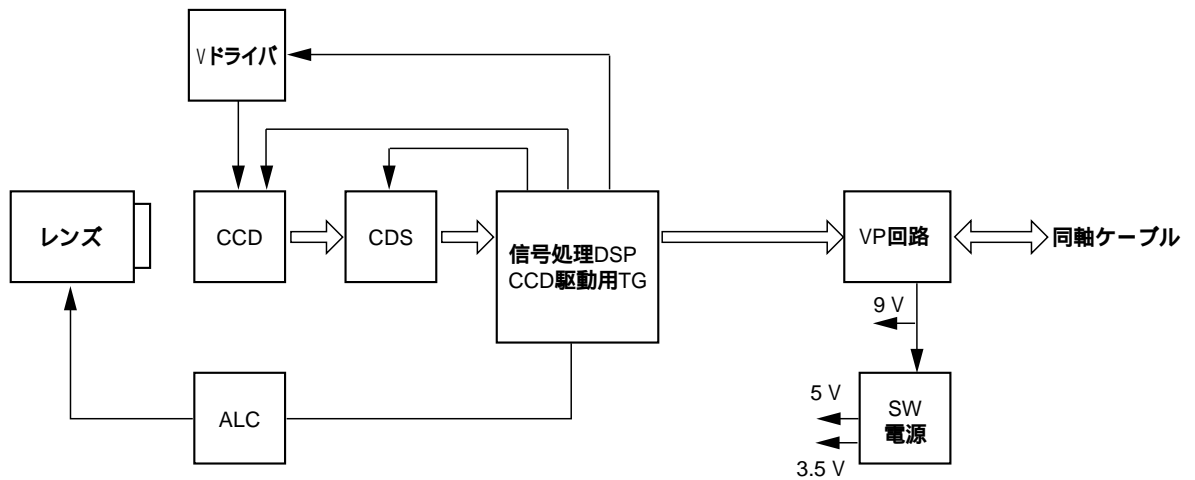 Vドライバ
レンズ
CCD
CDS
信号処理DSP
CCD駆動用TG
VP回路
同軸ケーブル
9 V
ALC
5 V
SW
電源
3.5 V